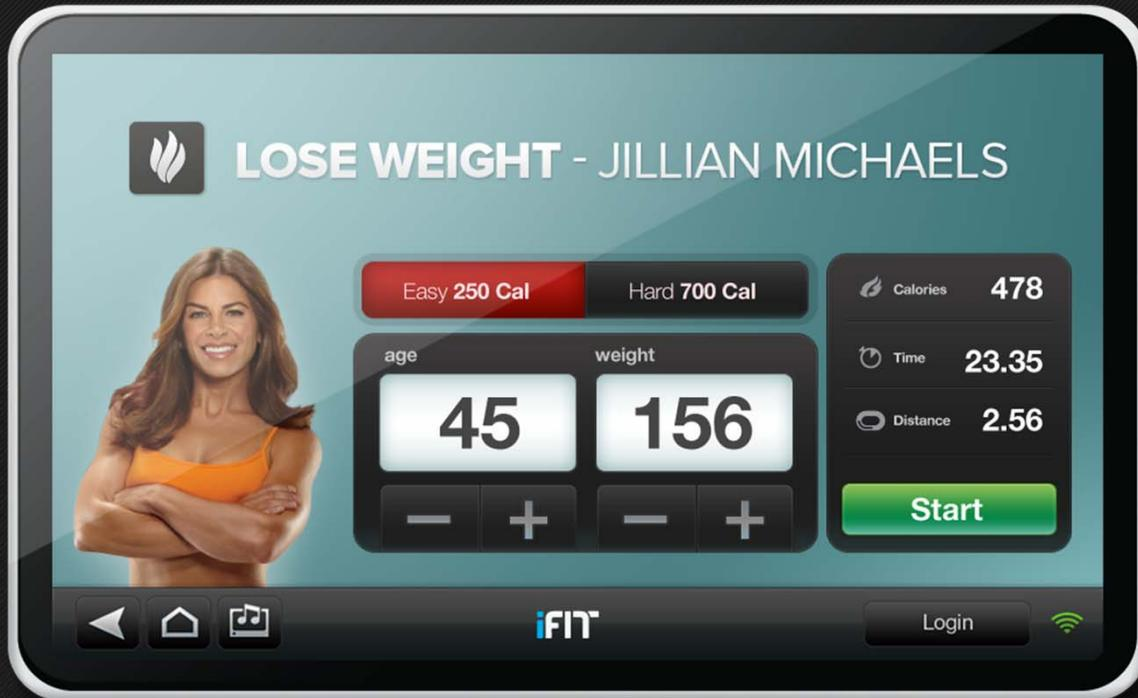 LOSE WEIGHT - JILLIAN MICHAELS
Easy 250 Cal
Hard 700 Cal
age
weight
45
156
Calories 478
Time 23.35
Distance 2.56
Start
iFIT
Login